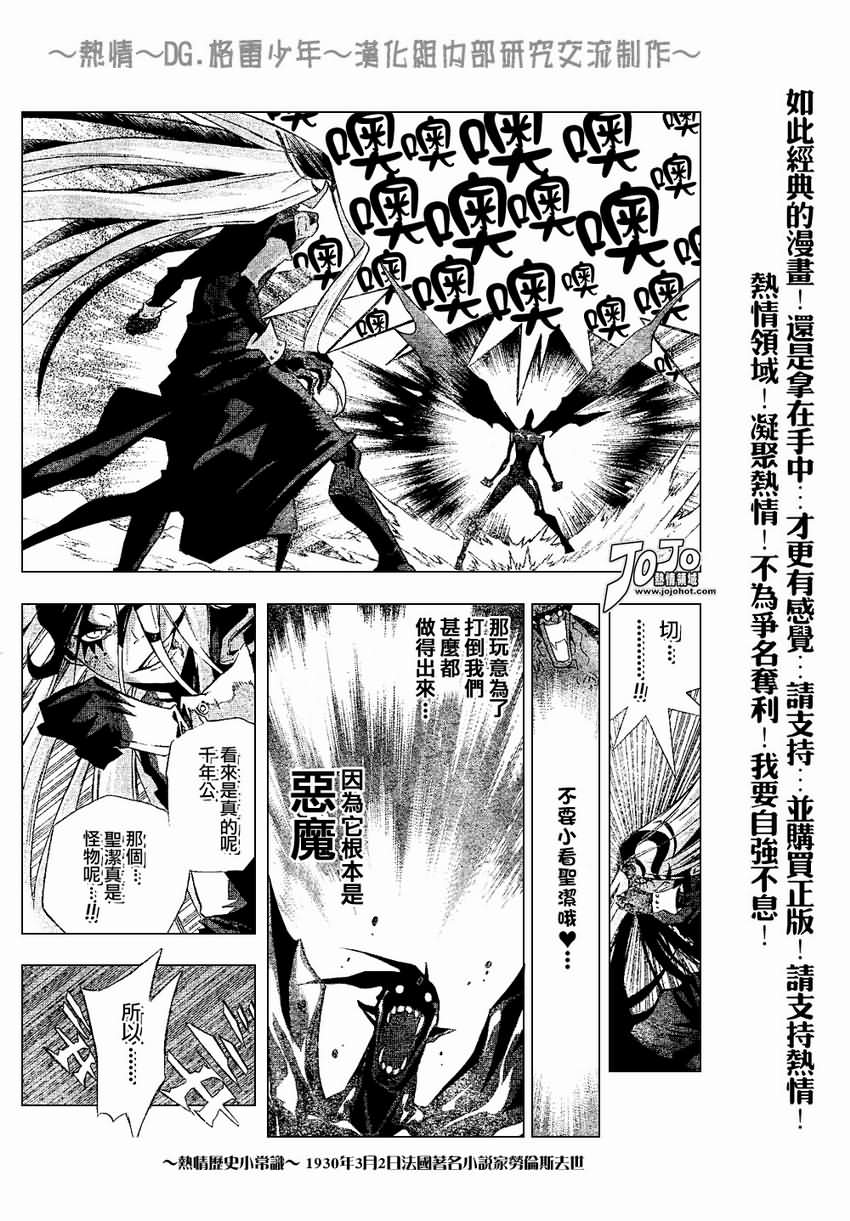 ～熱情～DG.格雷少年～漢化組內部研究交流制作～
如此經典的漫畫！還是拿在手中…才更有感覺…請支持…並購買正版！請支持熱情！
熱情領域！凝聚熱情！不為爭名奪利！我要自強不息！
噢噢噢噢
噢噢噢噢噢
噢噢噢噢噢
噢
JOJO
熱情領域
www.jojohot.com
切…
…!!
不要小看聖潔哦♥…
那玩意為了
打倒我們
甚麼都
做得出來…
因為它根本是
惡魔
看來是真的呢
千年公
那個…
聖潔真是
怪物呢…!!!
所以……
～熱情歷史小常識～ 1930年3月2日法國著名小說家勞倫斯去世